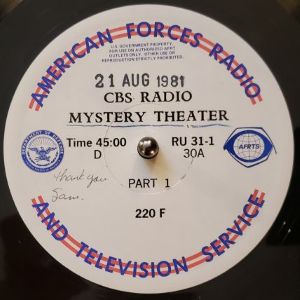 AMERICAN FORCES RADIO
U.S. GOVERNMENT PROPERTY.
FOR USE ON AUTHORIZED AFRT
OUTLETS ONLY. OTHER USE OR
REPRODUCTION STRICTLY PROHIBITED.
21 AUG 1981
CBS RADIO
MYSTERY THEATER
Time 45:00 RU 31-1
D 30A
AFRTS
PART 1
thank you
Sam.
220 F
AND TELEVISION SERVICE